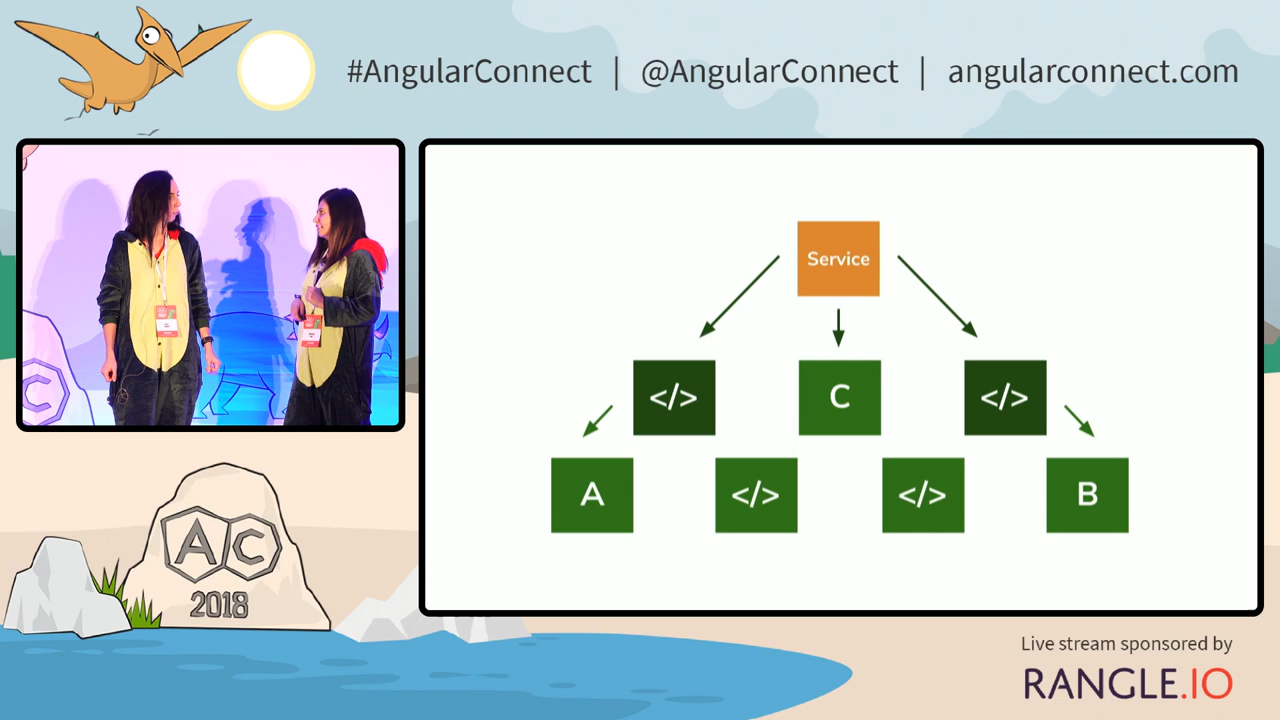 #AngularConnect | @AngularConnect | angularconnect.com
Service
</> C </>
A </> </> B
C
AC
2018
Live stream sponsored by
RANGLE.IO